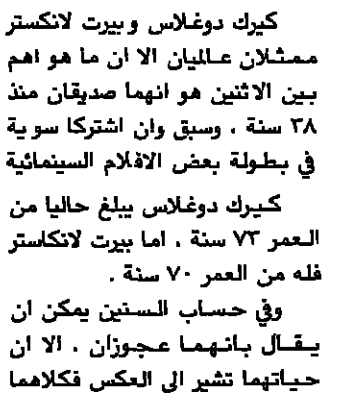 كيرك دوغلاس وبيرت لانكستر
ممثلان عالميان الا ان ما هو اهم
بين الاثنين هو انهما صديقان منذ
٣٨ سنة ، وسبق وان اشتركا سوية
في بطولة بعض الافلام السينمائية
كيرك دوغلاس يبلغ حاليا من
العمر ٧٣ سنة ، اما بيرت لانكاستر
فله من العمر ٧٠ سنة .
وفي حساب السنين يمكن ان
يقال بانهما عجوزان . الا ان
حياتهما تشير الى العكس فكلاهما